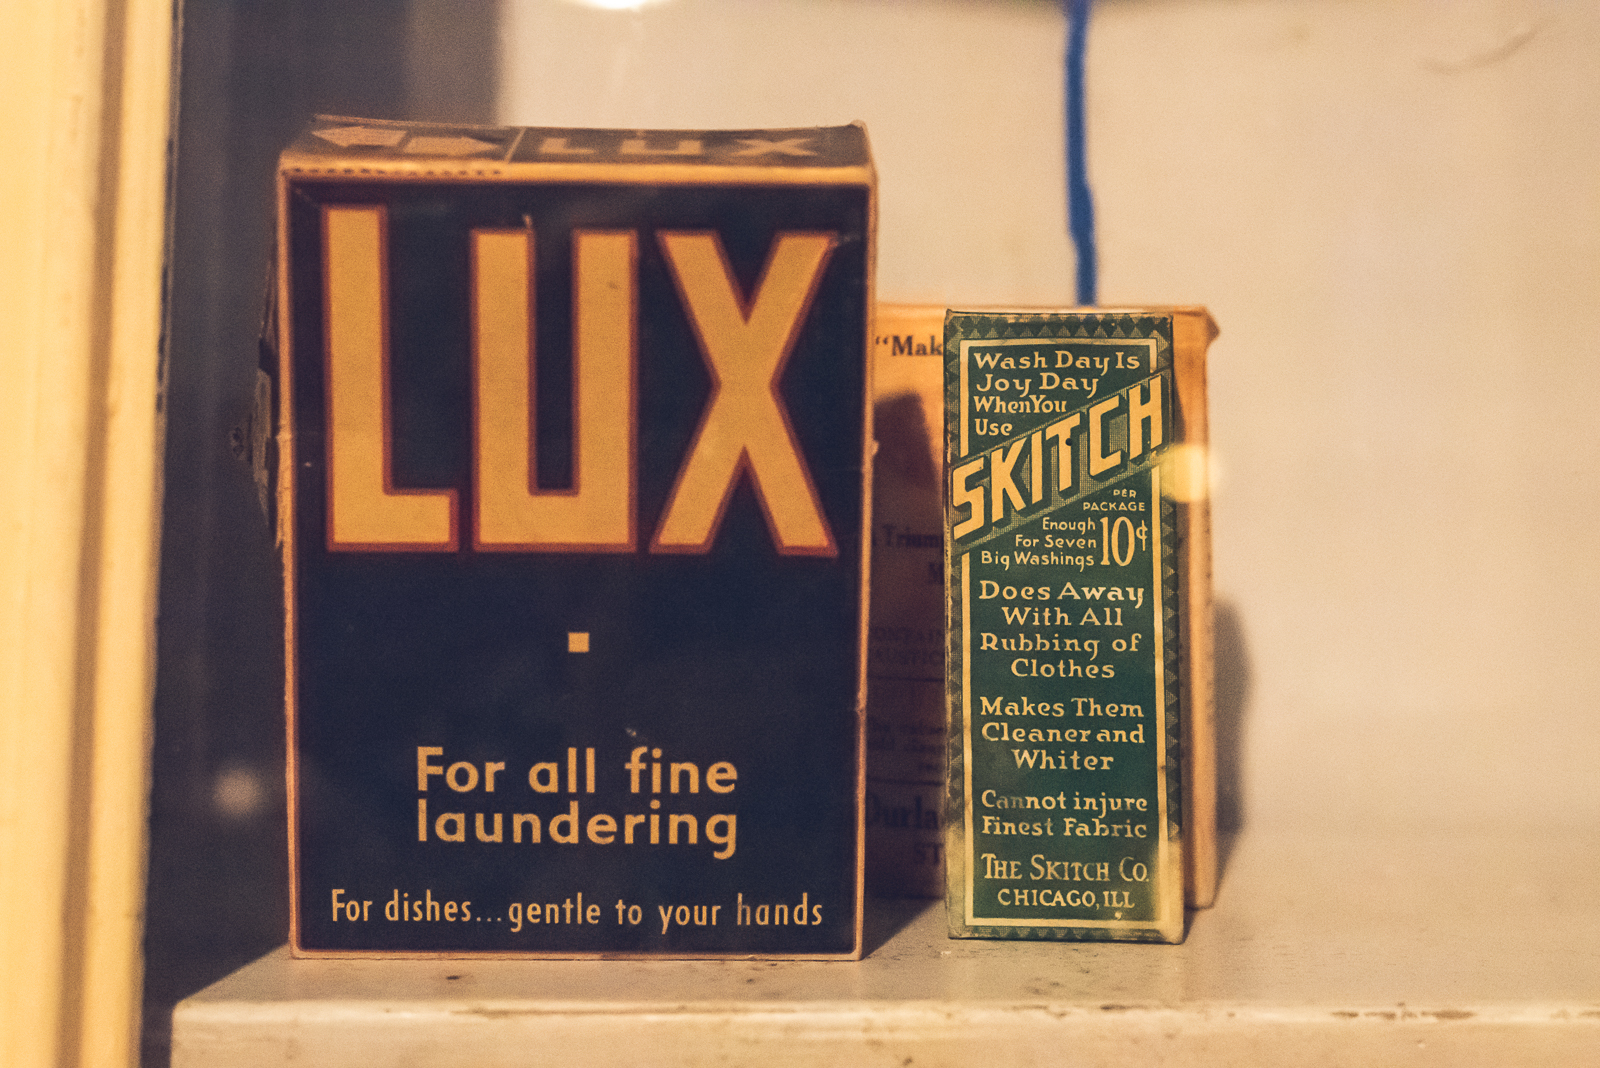 LUX
LUX
For all fine
laundering
For dishes...gentle to your hands
"Mak
Wash Day Is
Joy Day
When You
Use
SKITCH
PER
PACKAGE
Enough
For Seven
Big Washings
10¢
Does Away
With All
Rubbing of
Clothes
Makes Them
Cleaner and
Whiter
Cannot injure
Finest Fabric
THE SKITCH CO.
CHICAGO, ILL